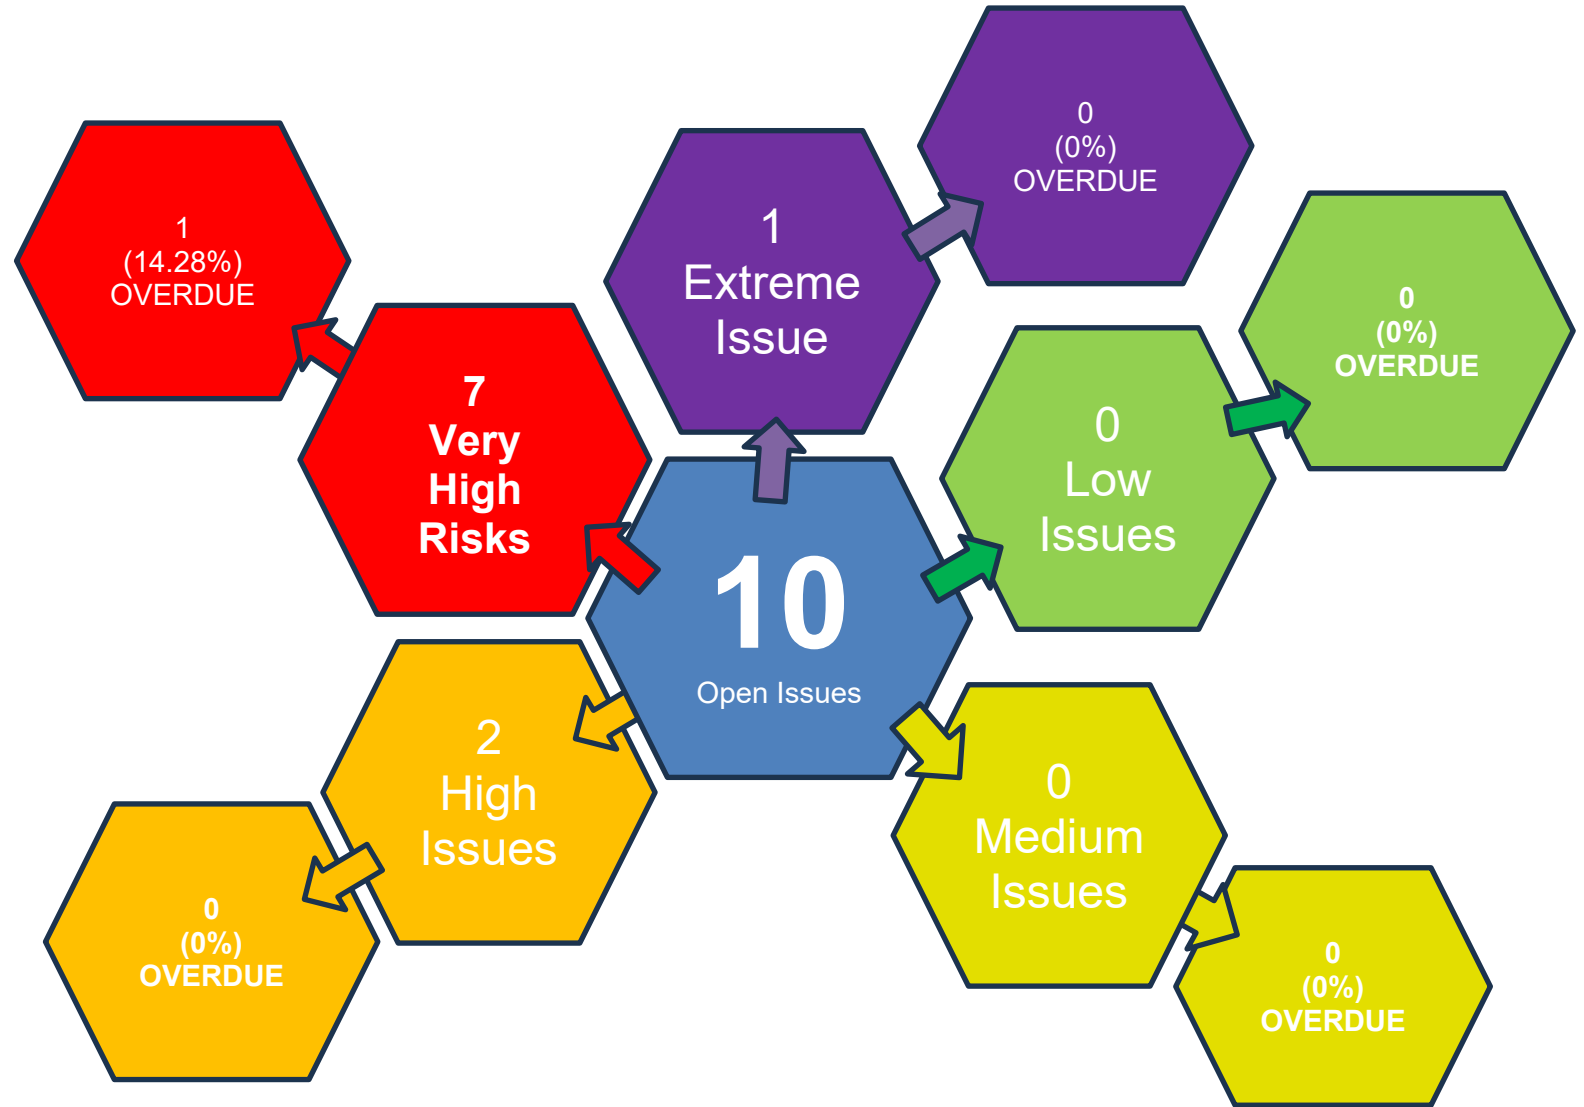 0
(0%)
OVERDUE
1
(14.28%)
OVERDUE
1
Extreme
Issue
0
(0%)
OVERDUE
7
Very
High
Risks
0
Low
Issues
10
Open Issues
2
High
Issues
0
Medium
Issues
0
(0%)
OVERDUE
0
(0%)
OVERDUE